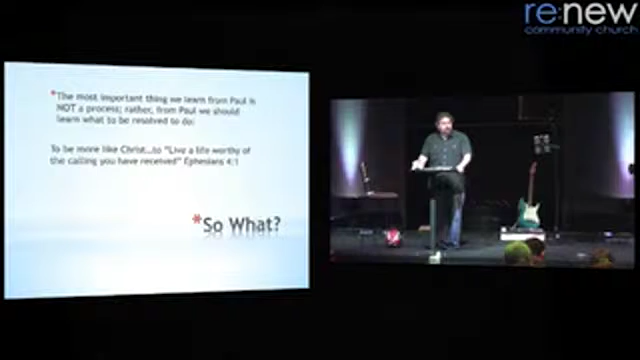 re:new
community church
*The most important thing we learn from Paul is
NOT a process; rather, from Paul we should
learn what to be resolved to do:
To be more like Christ...to "Live a life worthy of
the calling you have received" Ephesians 4:1
*So What?